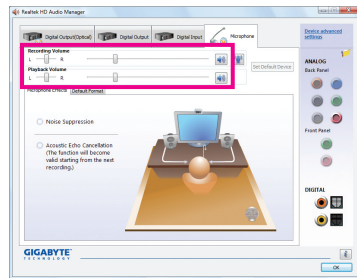 Realtek HD Audio Manager
Digital Output(Optical)
Digital Output
Digital Input
Microphone
Device advanced
settings
Recording Volume
L R
Playback Volume
L R
Set Default Device
Microphone Effects
Default Format
Noise Suppression
Acoustic Echo Cancellation
(The function will become
valid starting from the next
recording.)
ANALOG
Back Panel
Front Panel
DIGITAL
GIGABYTE
TECHNOLOGY
OK